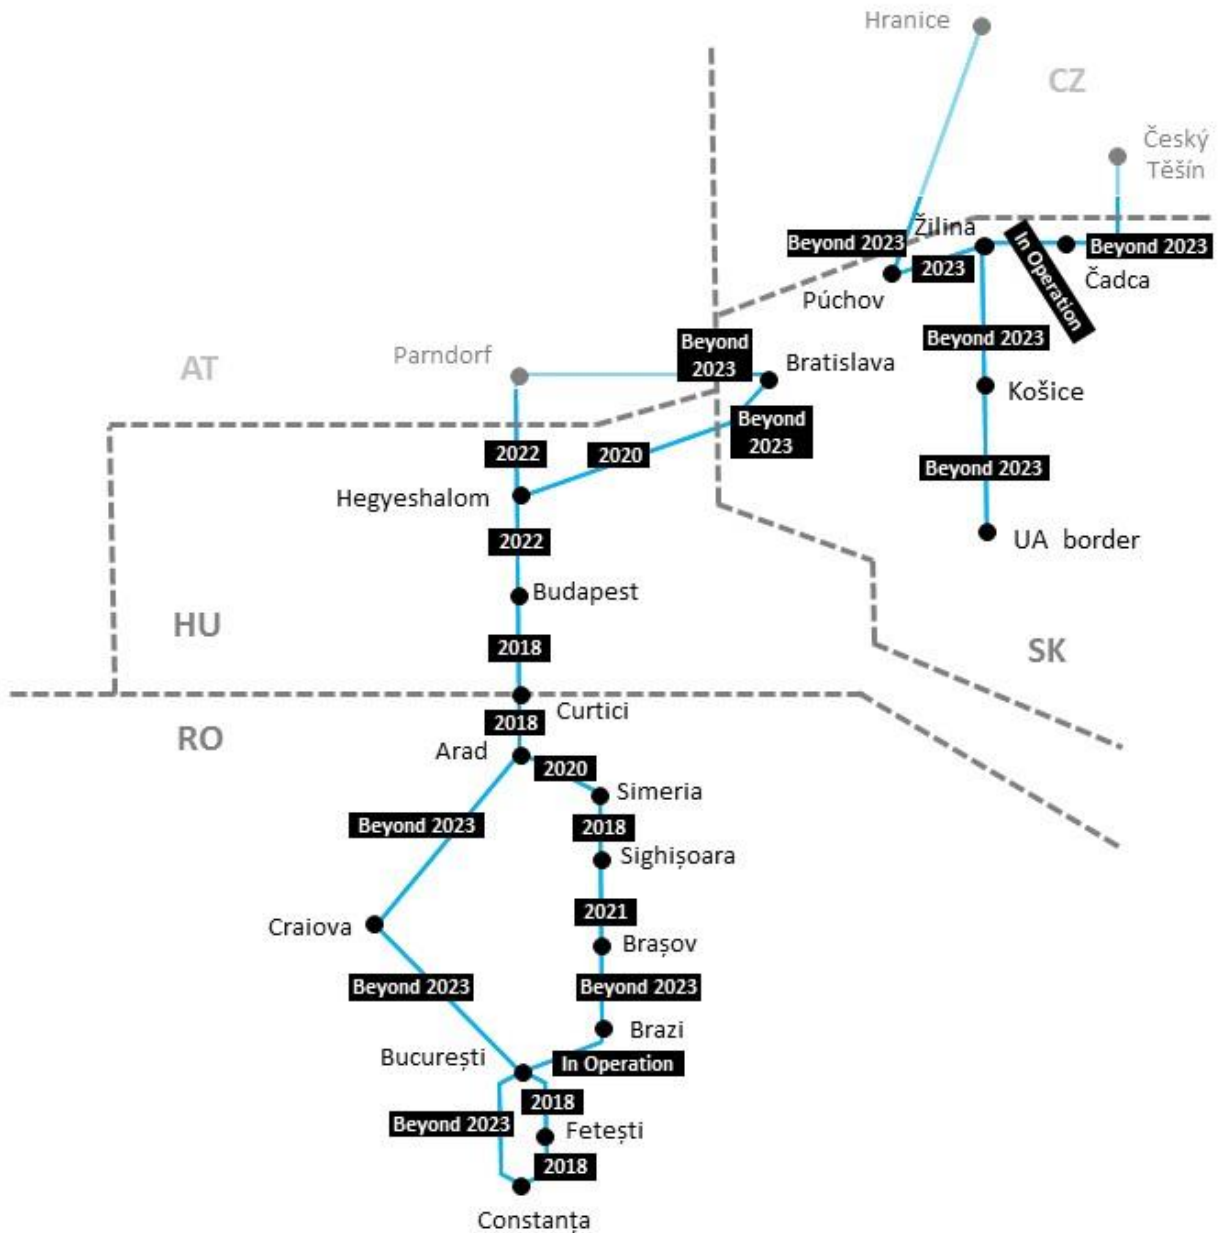 Hranice
CZ
Český
Těšín
Žilina
Beyond 2023
In Operation
Beyond 2023
2023
Čadca
Púchov
Beyond 2023
Beyond
2023
Bratislava
Parndorf
AT
Košice
Beyond
2023
2022
2020
Beyond 2023
Hegyeshalom
UA border
2022
Budapest
HU
2018
SK
Curtici
2018
RO
Arad
2020
Simeria
Beyond 2023
2018
Sighișoara
2021
Craiova
Brașov
Beyond 2023
Beyond 2023
Brazi
București
In Operation
2018
Beyond 2023
Fetești
2018
Constanța